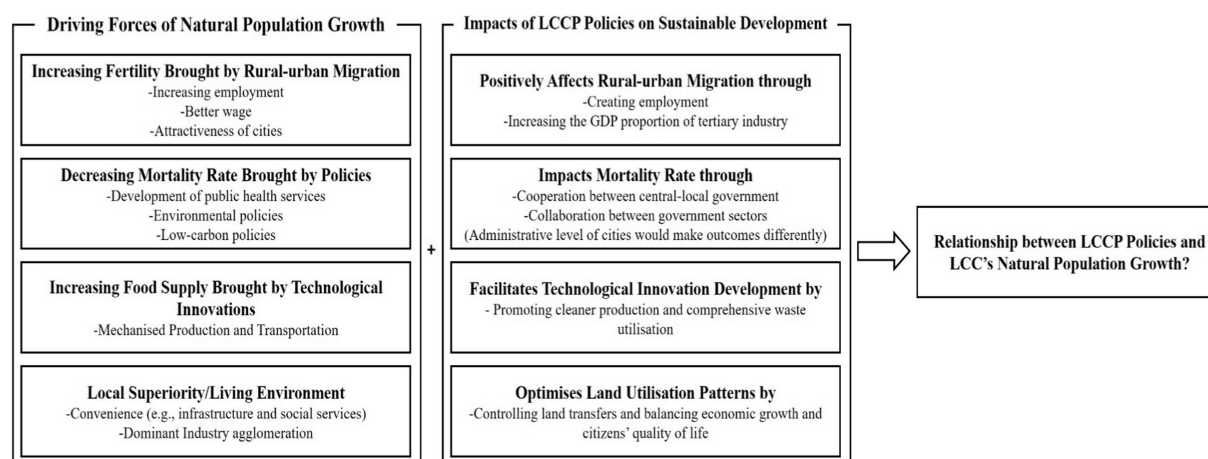 Driving Forces of Natural Population Growth
Increasing Fertility Brought by Rural-urban Migration
-Increasing employment
-Better wage
-Attractiveness of cities
Decreasing Mortality Rate Brought by Policies
-Development of public health services
-Environmental policies
-Low-carbon policies
Increasing Food Supply Brought by Technological
Innovations
-Mechanised Production and Transportation
Local Superiority/Living Environment
-Convenience (e.g., infrastructure and social services)
-Dominant Industry agglomeration
+
Impacts of LCCP Policies on Sustainable Development
Positively Affects Rural-urban Migration through
-Creating employment
-Increasing the GDP proportion of tertiary industry
Impacts Mortality Rate through
-Cooperation between central-local government
-Collaboration between government sectors
(Administrative level of cities would make outcomes differently)
Facilitates Technological Innovation Development by
- Promoting cleaner production and comprehensive waste
utilisation
Optimises Land Utilisation Patterns by
-Controlling land transfers and balancing economic growth and
citizens’ quality of life
Relationship between LCCP Policies and
LCC’s Natural Population Growth?